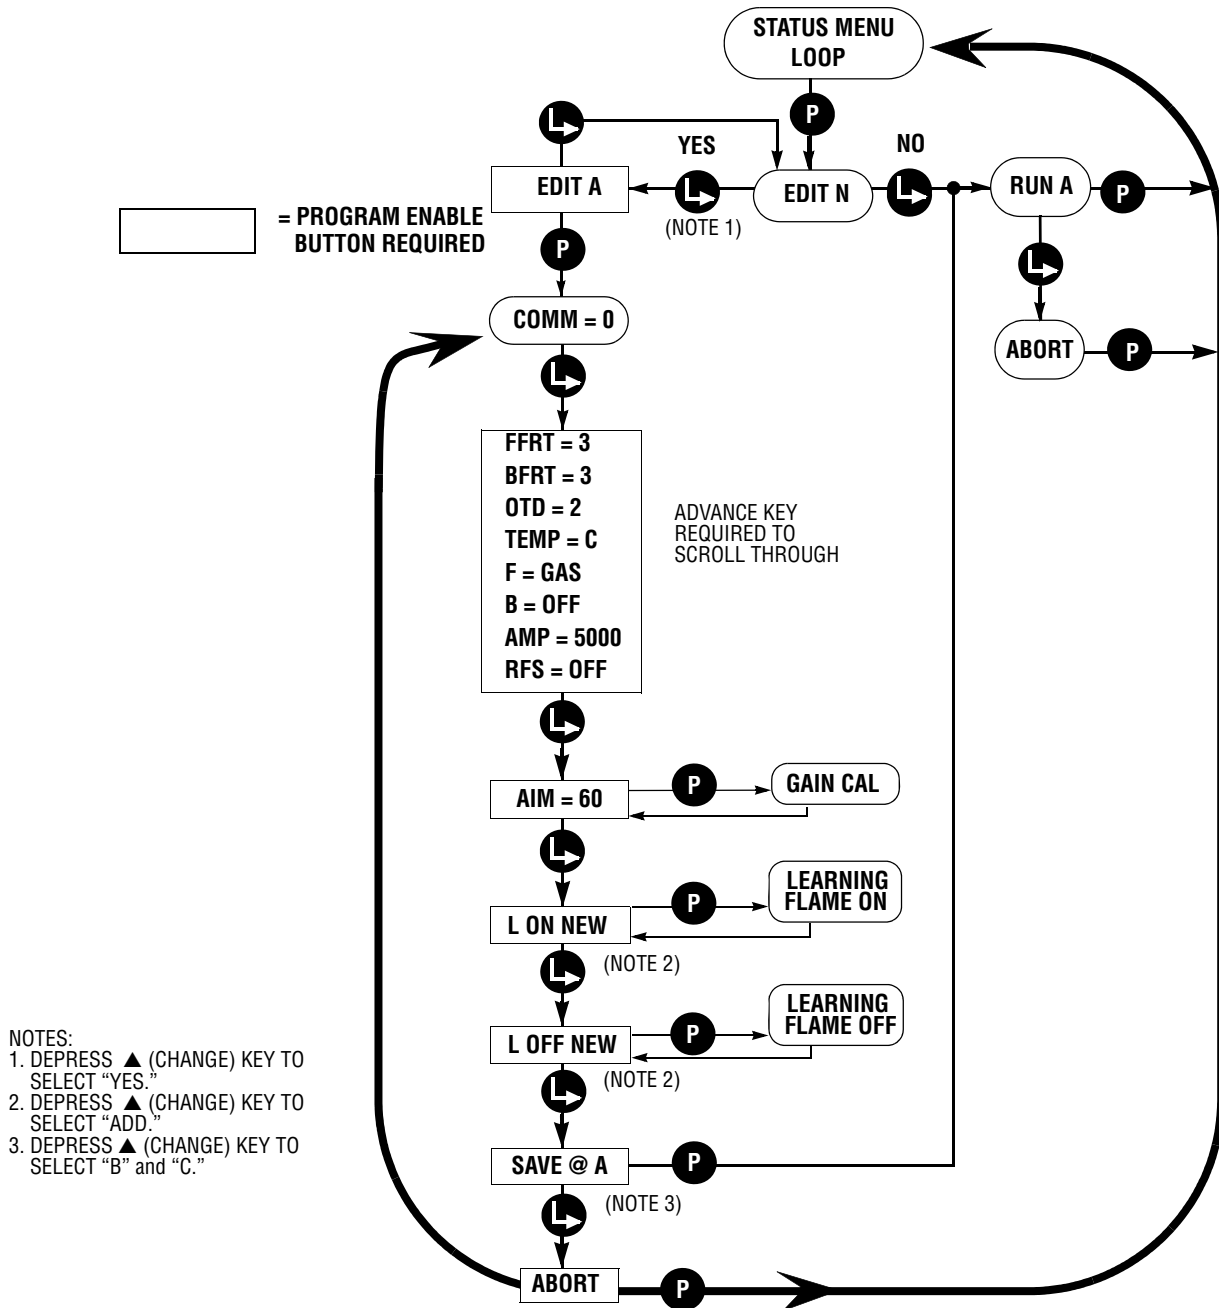 STATUS MENU
LOOP
P
YES
NO
EDIT A
EDIT N
RUN A
P
(NOTE 1)
= PROGRAM ENABLE
BUTTON REQUIRED
P
COMM = 0
ABORT
P
FFRT = 3
BFRT = 3
OTD = 2
TEMP = C
F = GAS
B = OFF
AMP = 5000
RFS = OFF
ADVANCE KEY
REQUIRED TO
SCROLL THROUGH
AIM = 60
P
GAIN CAL
L ON NEW
P
LEARNING
FLAME ON
(NOTE 2)
L OFF NEW
P
LEARNING
FLAME OFF
(NOTE 2)
NOTES:
1. DEPRESS ▲ (CHANGE) KEY TO
SELECT “YES.”
2. DEPRESS ▲ (CHANGE) KEY TO
SELECT “ADD.”
3. DEPRESS ▲ (CHANGE) KEY TO
SELECT “B” and “C.”
SAVE @ A
P
(NOTE 3)
ABORT
P